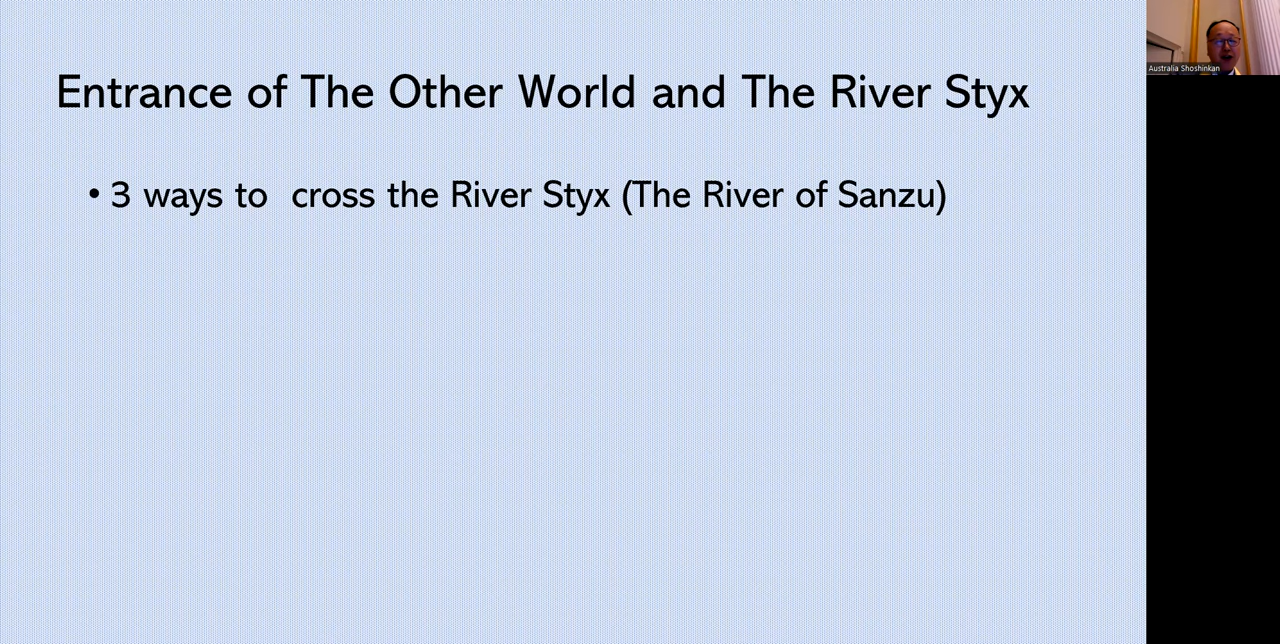 Entrance of The Other World and The River Styx
• 3 ways to  cross the River Styx (The River of Sanzu)
Australia Shoshinkan